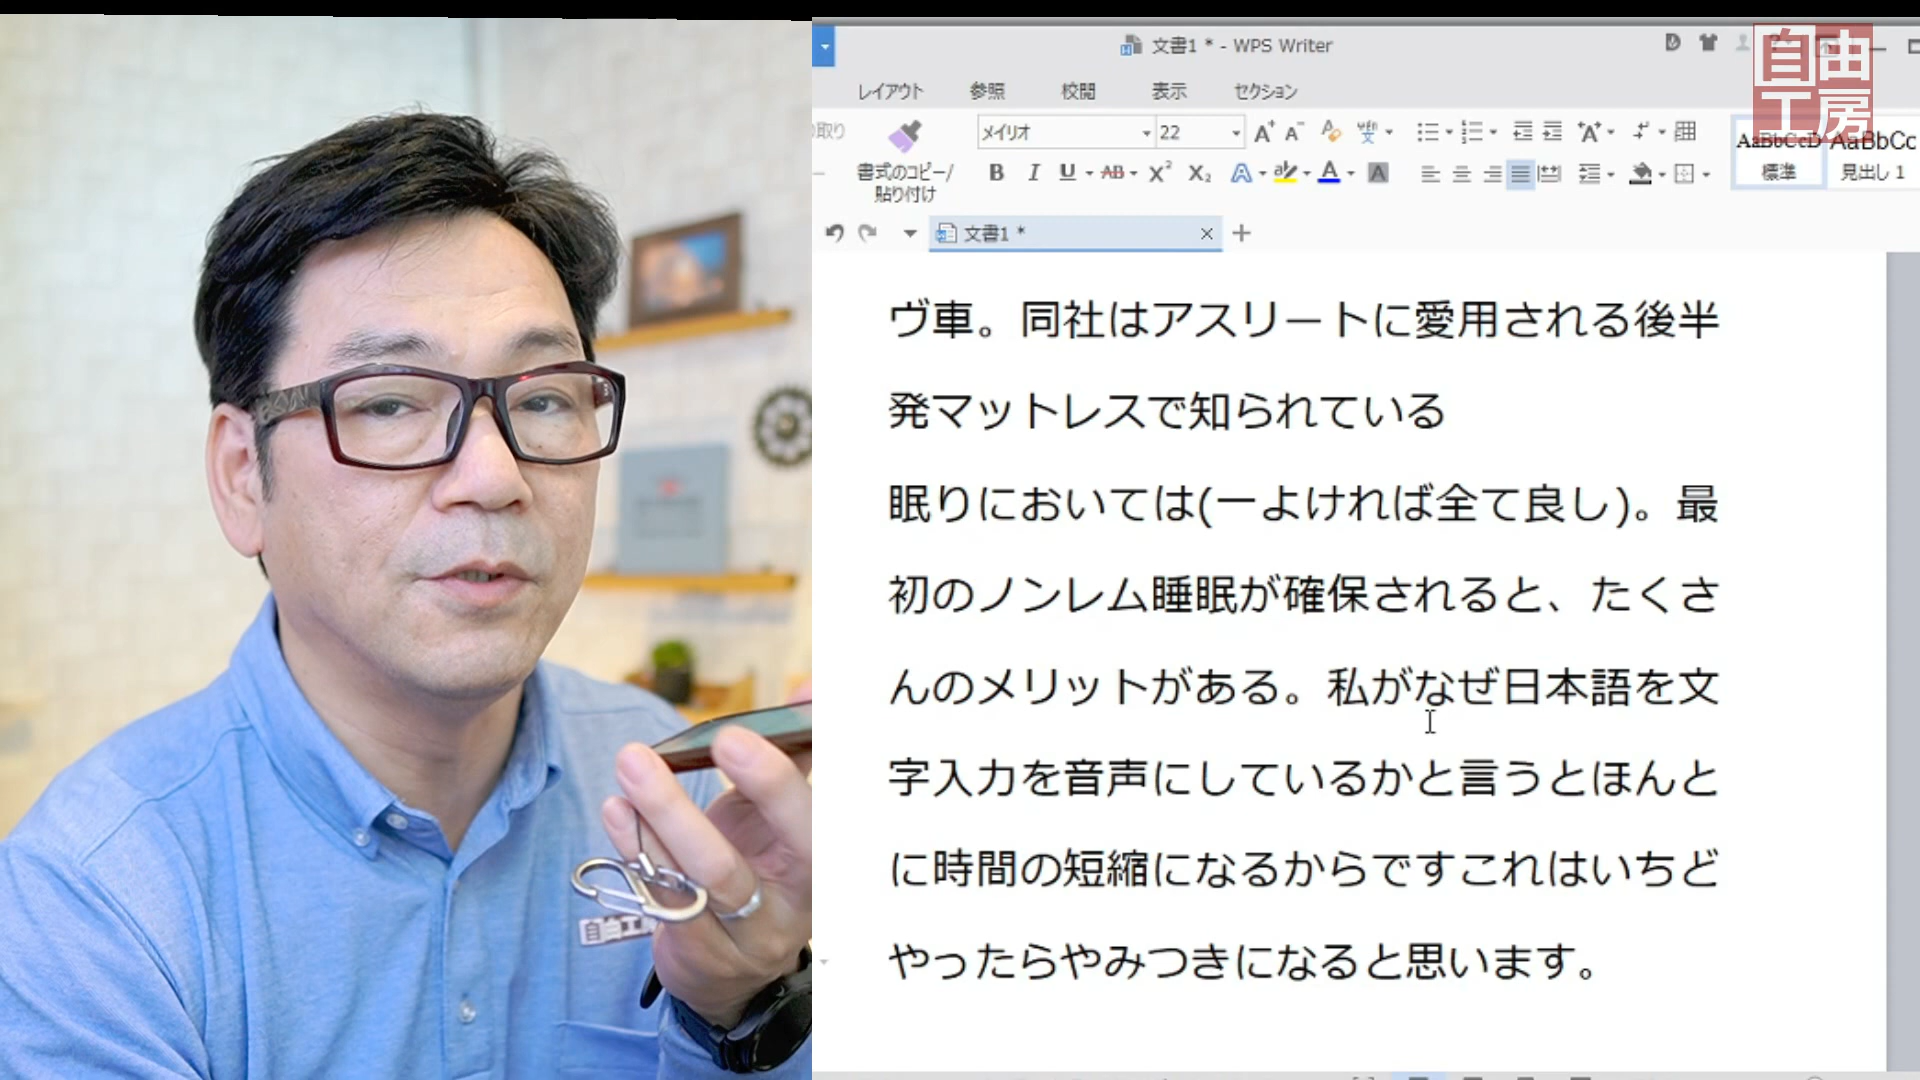 文書1 * - WPS Writer
自由
工房
レイアウト 参照 校閲 表示 セクション
メイリオ 22
AaBbCcD AaBbCc
書式のコピー/
貼り付け
標準 見出し 1
文書1 *
ヴ車。同社はアスリートに愛用される後半
発マットレスで知られている
眠りにおいては(一よければ全て良し)。最
初のノンレム睡眠が確保されると、たくさ
んのメリットがある。私がなぜ日本語を文
字入力を音声にしているかと言うとほんと
に時間の短縮になるからですこれはいちど
やったらやみつきになると思います。
自由工